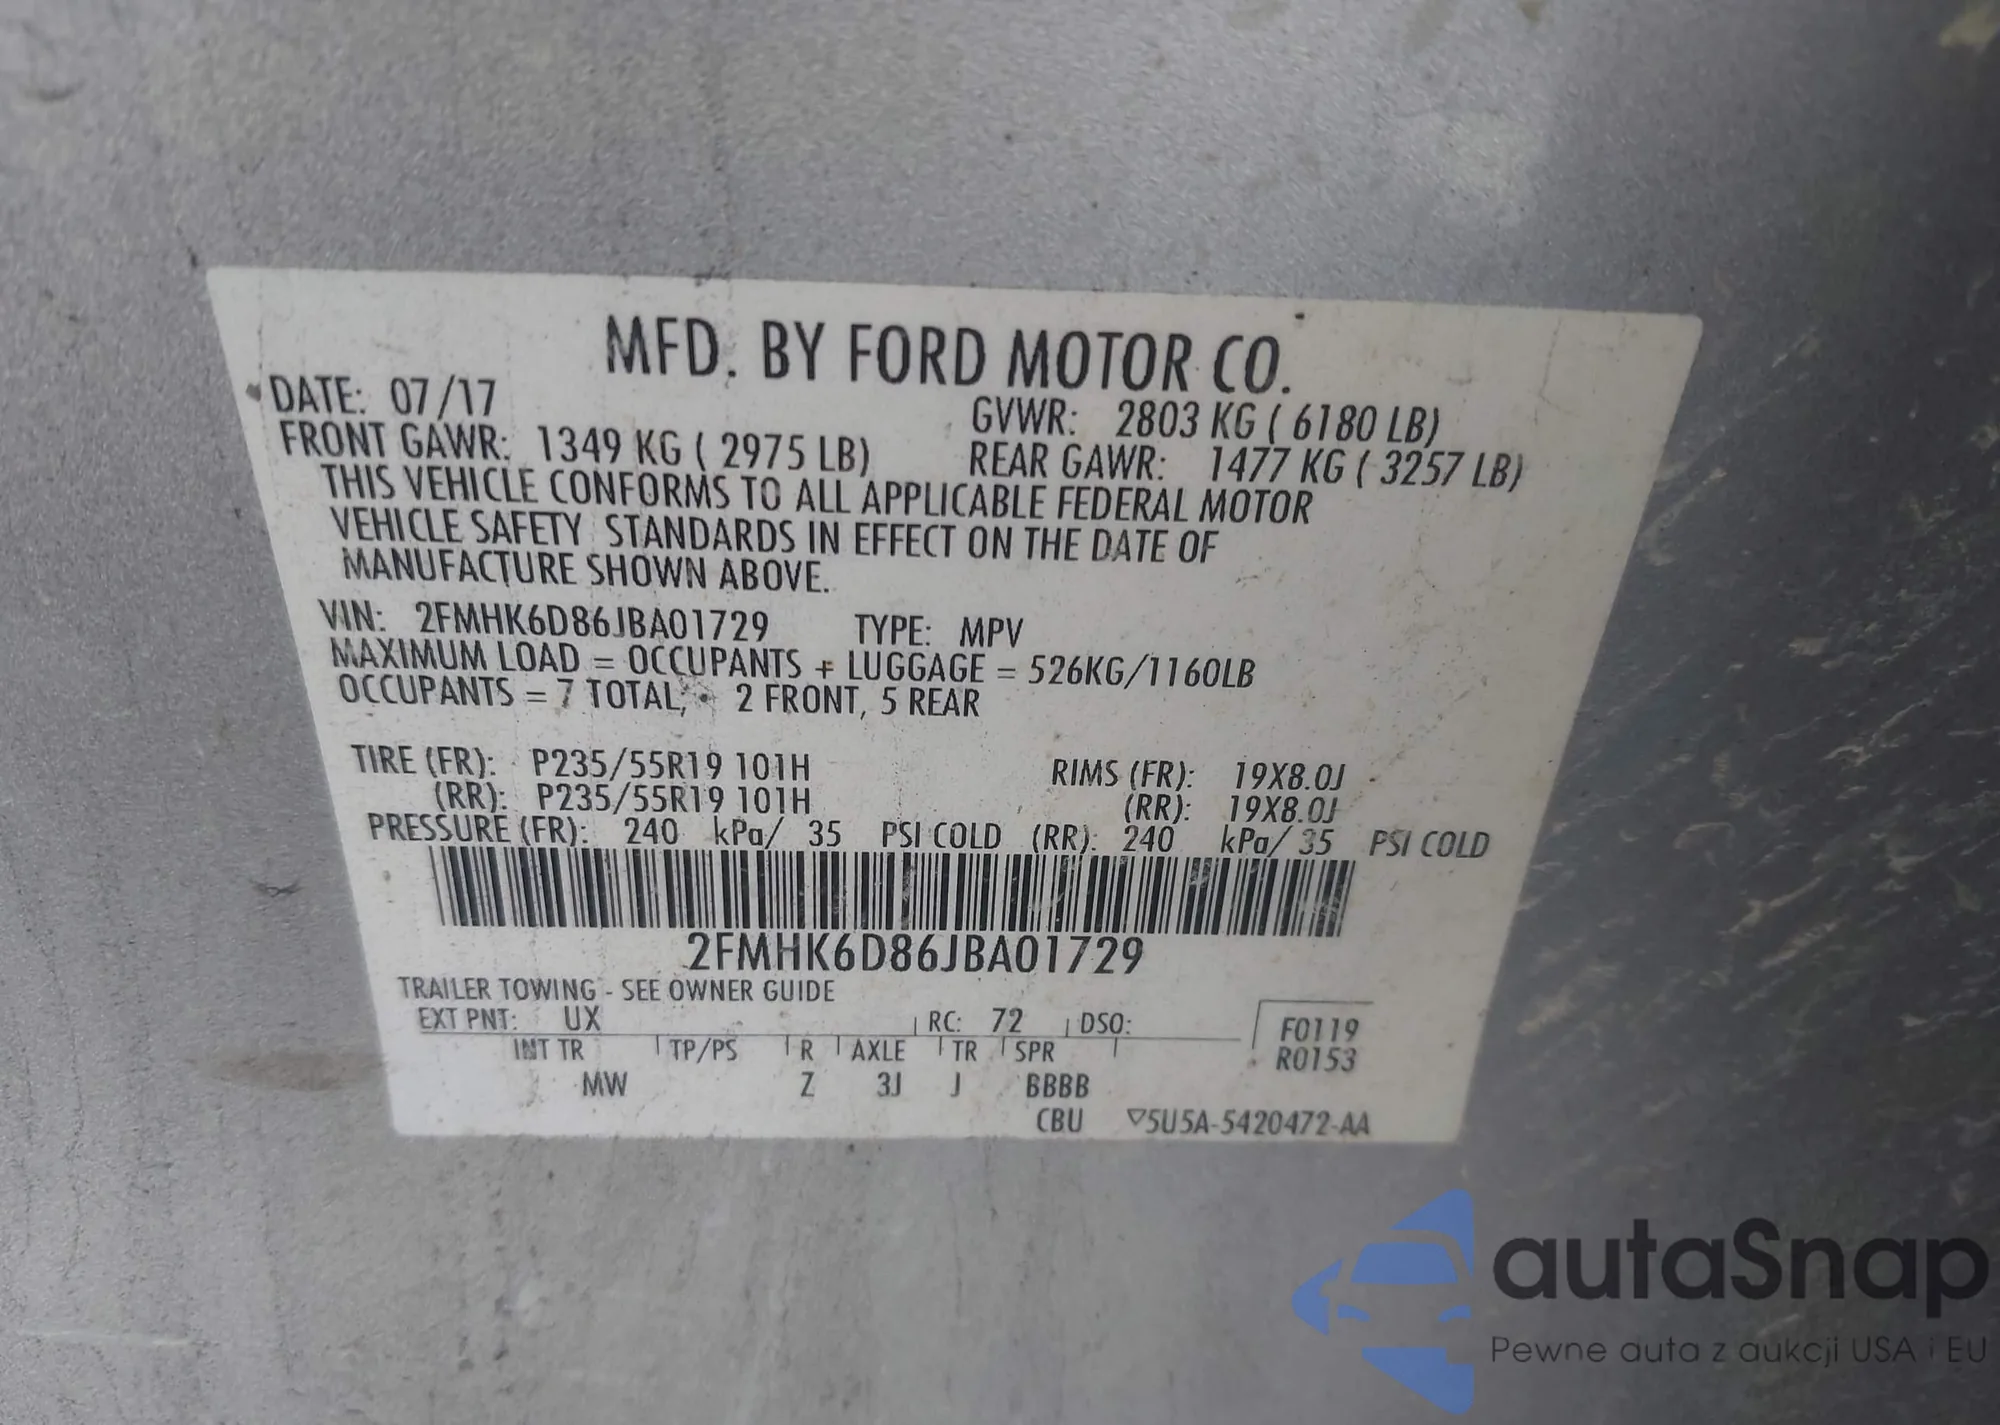 MFD. BY FORD MOTOR CO.
DATE: 07/17
GVWR: 2803 KG ( 6180 LB)
FRONT GAWR: 1349 KG ( 2975 LB) REAR GAWR: 1477 KG ( 3257 LB)
THIS VEHICLE CONFORMS TO ALL APPLICABLE FEDERAL MOTOR
VEHICLE SAFETY STANDARDS IN EFFECT ON THE DATE OF
MANUFACTURE SHOWN ABOVE.
VIN: 2FMHK6D86JBA01729 TYPE: MPV
MAXIMUM LOAD = OCCUPANTS + LUGGAGE = 526KG/1160LB
OCCUPANTS = 7 TOTAL, 2 FRONT, 5 REAR
TIRE (FR): P235/55R19 101H RIMS (FR): 19X8.0J
(RR): P235/55R19 101H (RR): 19X8.0J
PRESSURE (FR): 240 kPa/ 35 PSI COLD (RR): 240 kPa/ 35 PSI COLD
2FMHK6D86JBA01729
TRAILER TOWING - SEE OWNER GUIDE
EXT PNT: UX RC: 72 DSO: F0119
INT TR TP/PS R AXLE TR SPR R0153
MW Z 3J J BBBB
CBU ▽5U5A-5420472-AA
autaSnap
Pewne auta z aukcji USA i EU